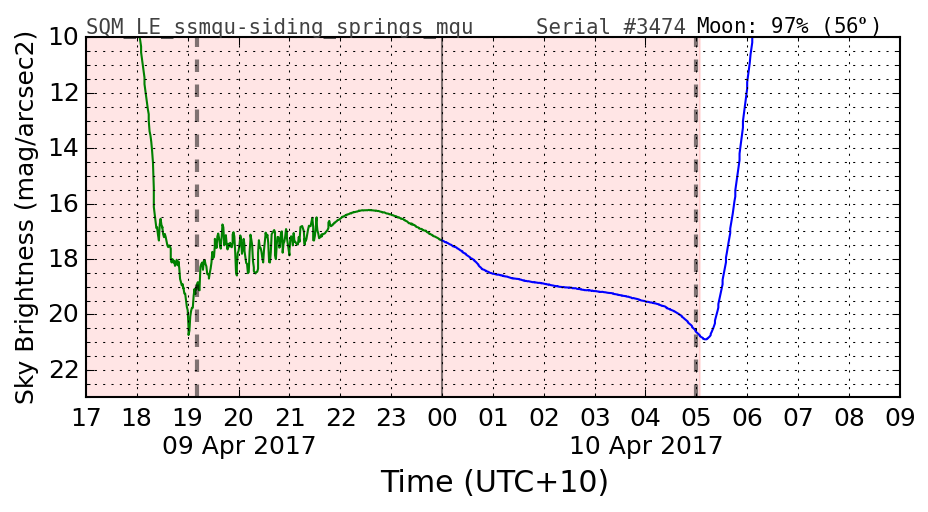 SQM_LE_ssmqu-siding_springs_mqu Serial #3474 Moon: 97% (56°)
10
12
14
16
18
20
22
Sky Brightness (mag/arcsec2)
17 18 19 20 21 22 23 00 01 02 03 04 05 06 07 08 09
09 Apr 2017 10 Apr 2017
Time (UTC+10)